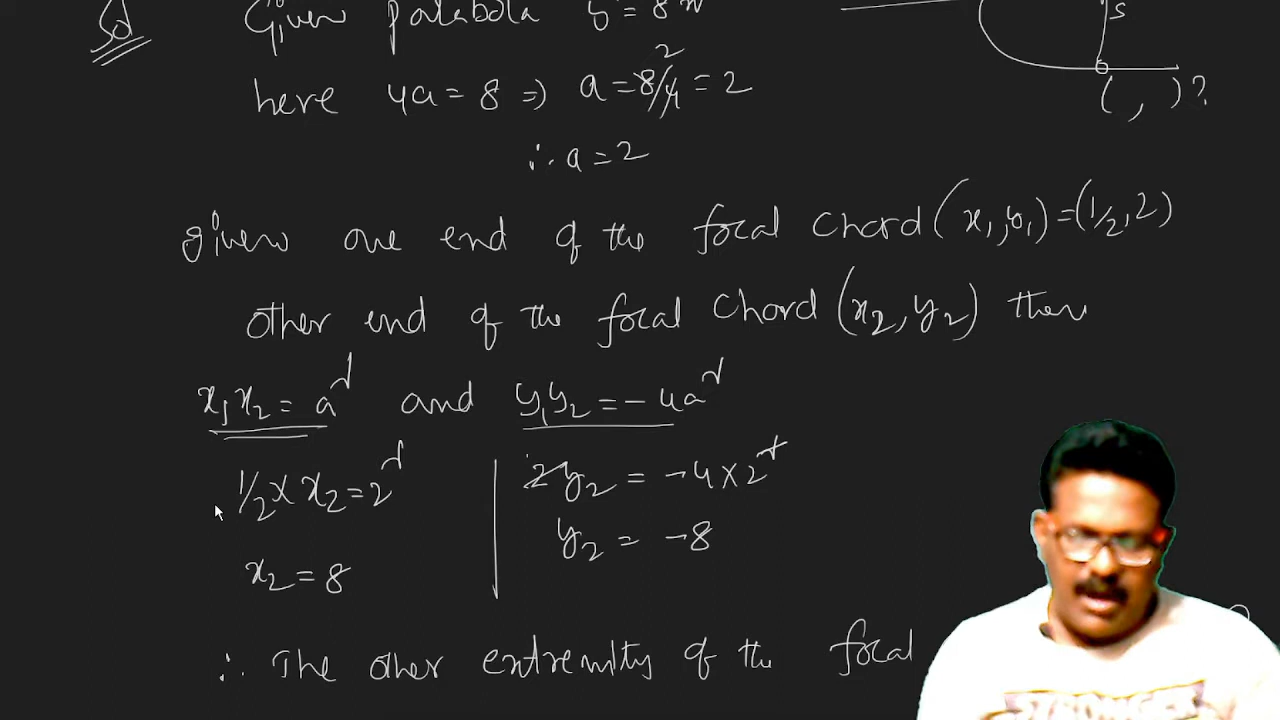 Sol Given parabola y² = 8x
S
here 4a = 8 ⇒ a = 8/4 = 2
2
( , )?
∴ a = 2
given one end of the focal chord (x₁, y₁) = (1/2, 2)
other end of the focal chord (x₂, y₂) then
x₁x₂ = a² and y₁y₂ = -4a²
1/2 × x₂ = 2² 2y₂ = -4 × 2²
y₂ = -8
x₂ = 8
∴ The other extremity of the focal